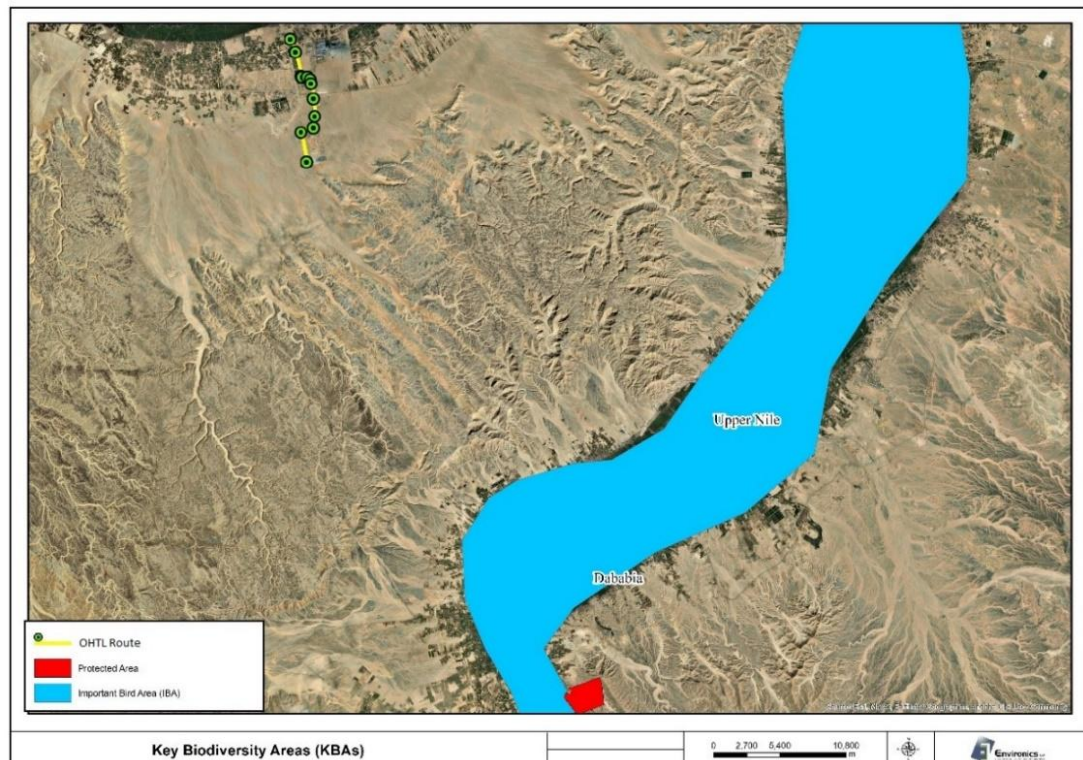 Upper Nile
Dababia
OHTL Route
Protected Area
Important Bird Area (IBA)
Key Biodiversity Areas (KBAs)
0 2,700 5,400 10,800
m
Environics